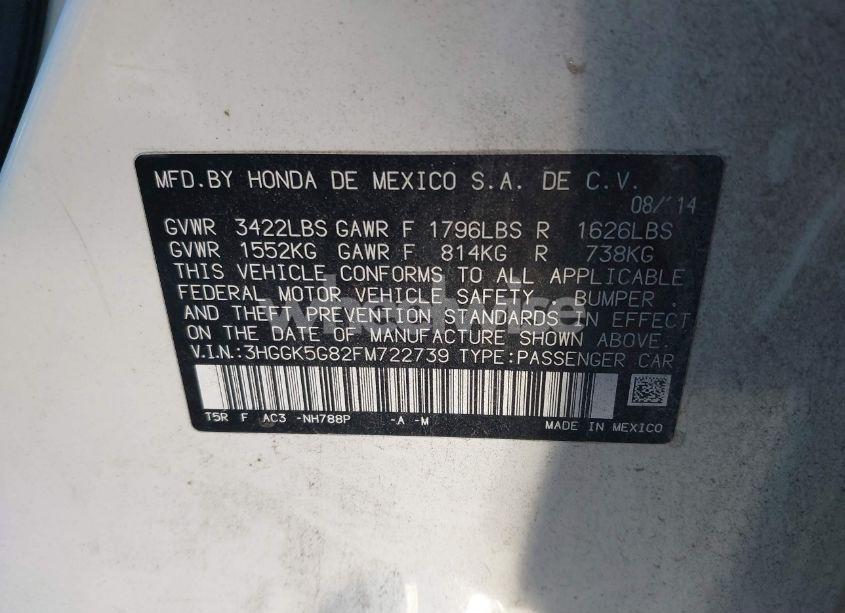 MFD.BY HONDA DE MEXICO S.A. DE C.V.
08/'14
GVWR 3422LBS GAWR F 1796LBS R 1626LBS
GVWR 1552KG GAWR F 814KG R 738KG
THIS VEHICLE CONFORMS TO ALL APPLICABLE
FEDERAL MOTOR VEHICLE SAFETY , BUMPER ,
AND THEFT PREVENTION STANDARDS IN EFFECT
ON THE DATE OF MANUFACTURE SHOWN ABOVE.
V.I.N.:3HGGK5G82FM722739 TYPE:PASSENGER CAR
T5R F AC3 -NH788P -A -M
MADE IN MEXICO